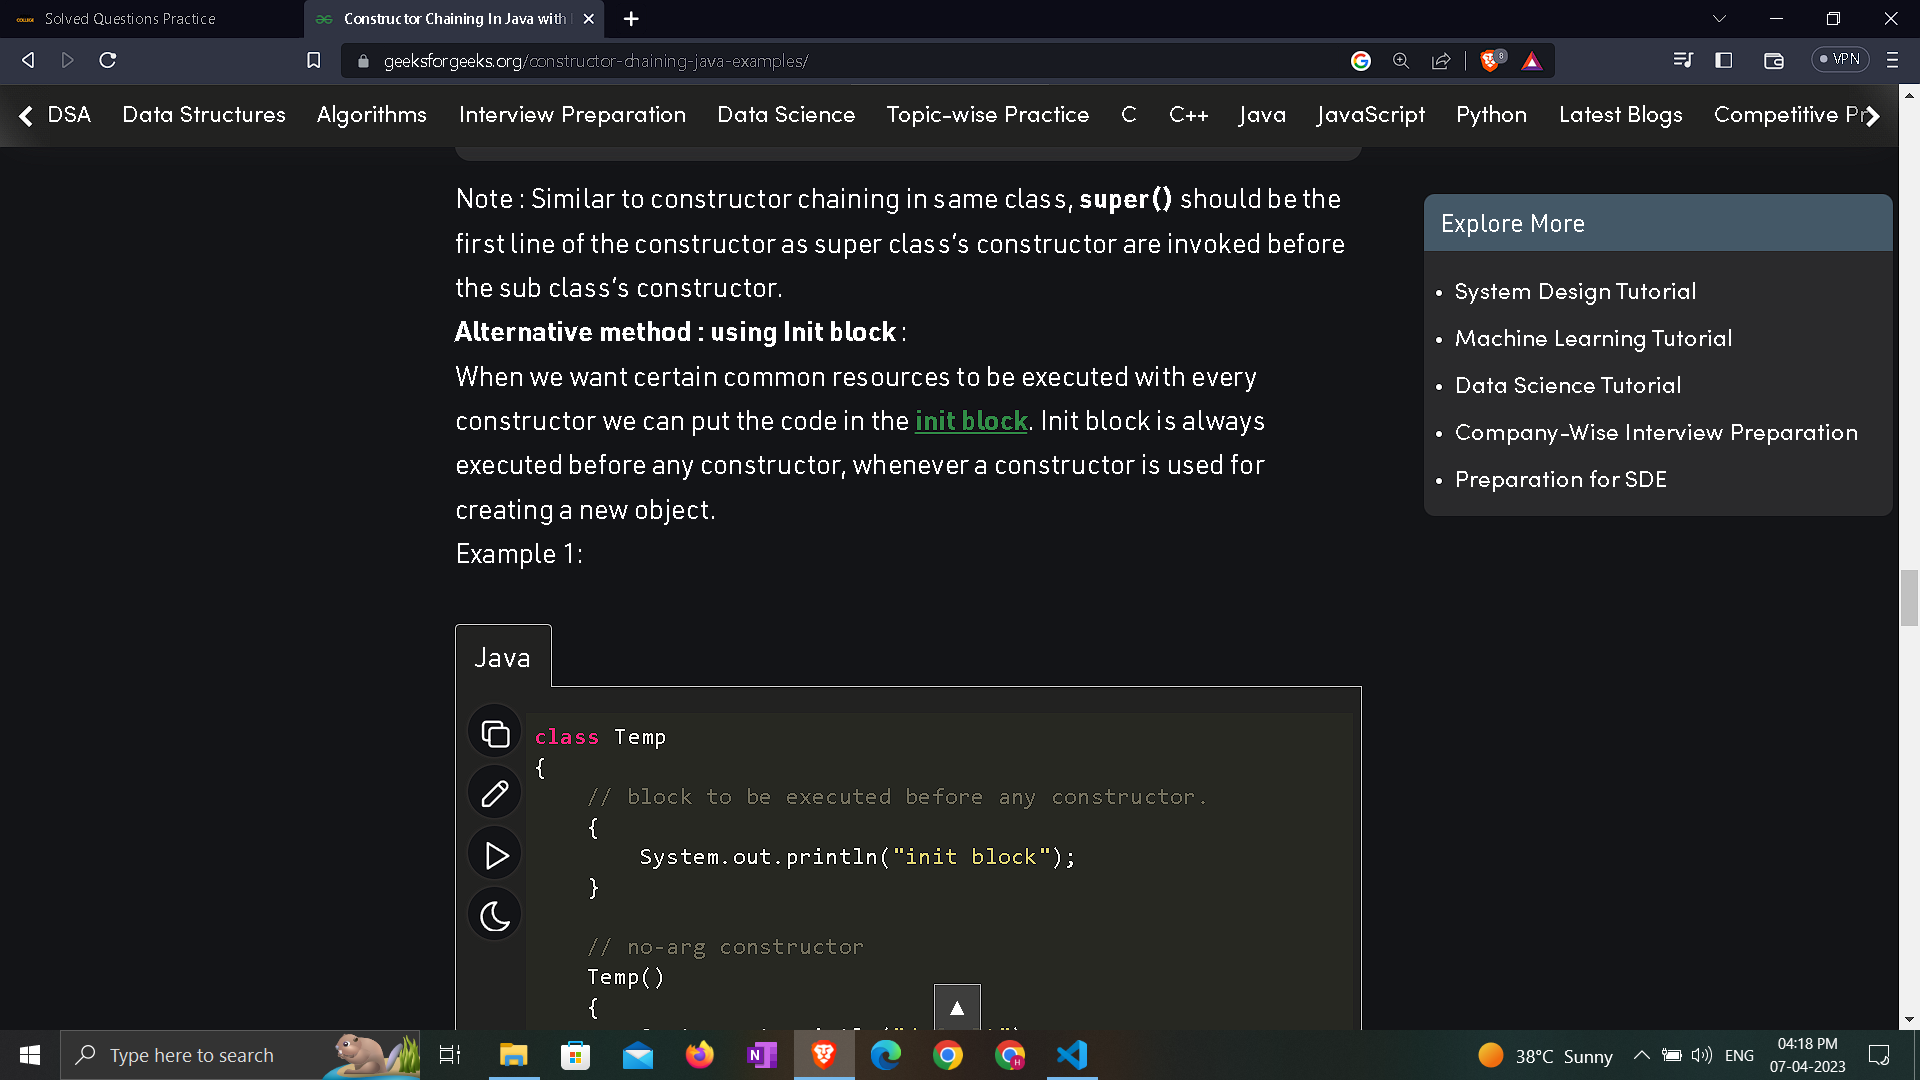 Solved Questions Practice
Constructor Chaining In Java with
geeksforgeeks.org/constructor-chaining-java-examples/
8
VPN
DSA Data Structures Algorithms Interview Preparation Data Science Topic-wise Practice C C++ Java JavaScript Python Latest Blogs Competitive Pr
Note : Similar to constructor chaining in same class, super() should be the
first line of the constructor as super class’s constructor are invoked before
the sub class’s constructor.
Alternative method : using Init block :
When we want certain common resources to be executed with every
constructor we can put the code in the init block. Init block is always
executed before any constructor, whenever a constructor is used for
creating a new object.
Example 1:
Explore More
• System Design Tutorial
• Machine Learning Tutorial
• Data Science Tutorial
• Company-Wise Interview Preparation
• Preparation for SDE
Java
class Temp
{
// block to be executed before any constructor.
{
System.out.println("init block");
}
// no-arg constructor
Temp()
{
Type here to search
38°C Sunny
ENG
04:18 PM
07-04-2023